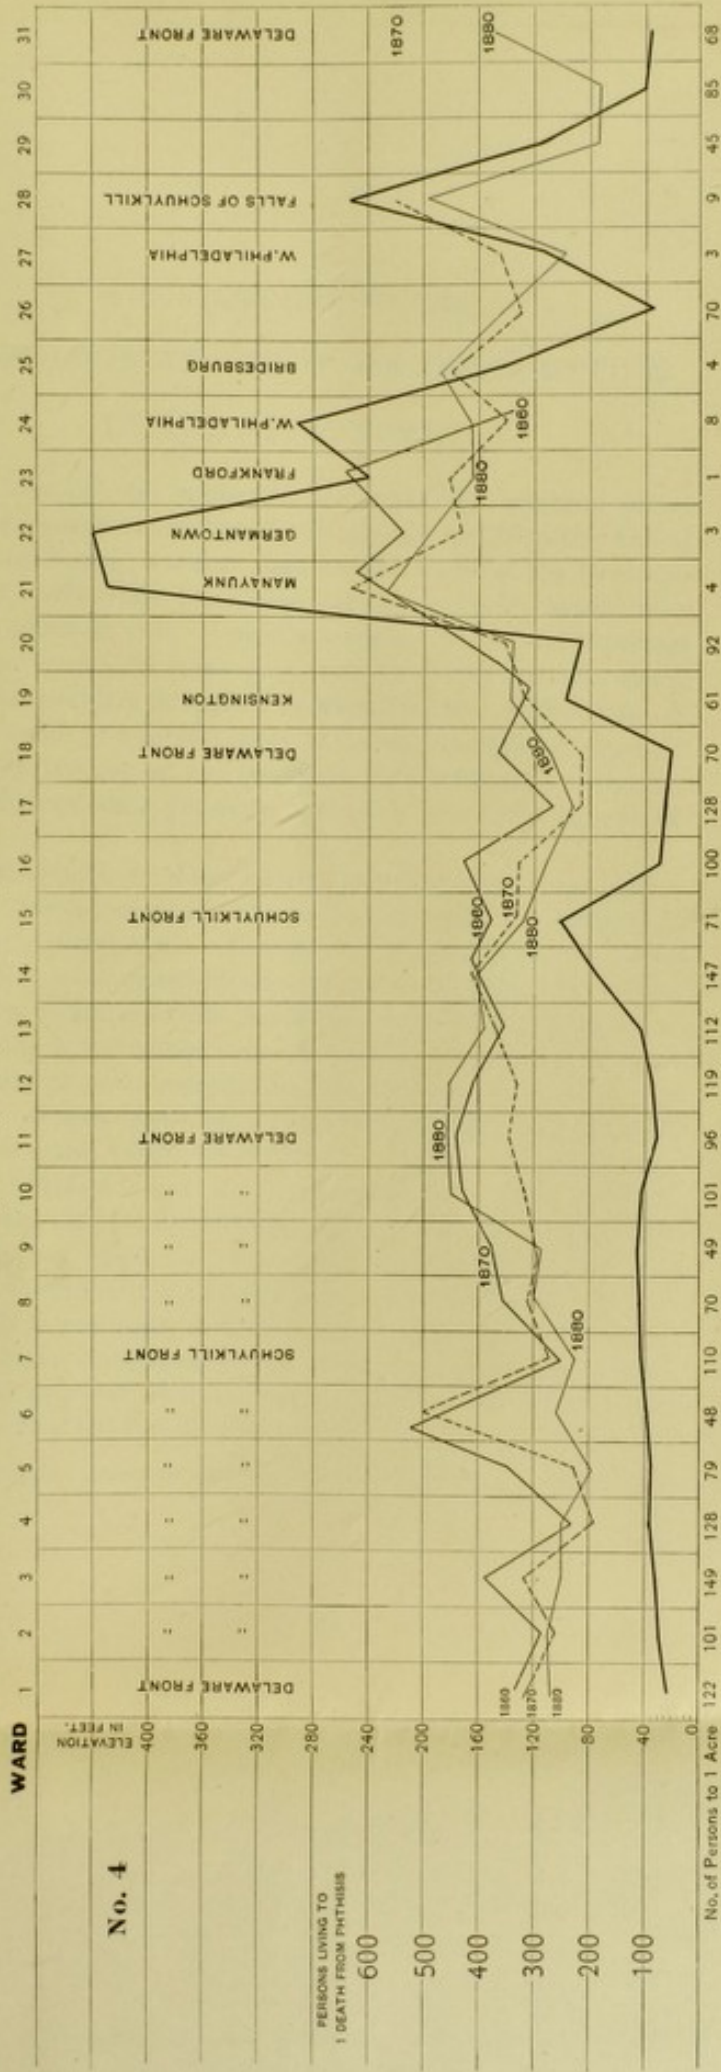 No. 4
WARD 1 2 3 4 5 6 7 8 9 10 11 12 13 14 15 16 17 18 19 20 21 22 23 24 25 26 27 28 29 30 31
ELEVATION
IN FEET.
DELAWARE FRONT
" "
" "
" "
" "
" "
SCHUYLKILL FRONT
" "
" "
" "
DELAWARE FRONT
SCHUYLKILL FRONT
DELAWARE FRONT
KENSINGTON
MANAYUNK
GERMANTOWN
FRANKFORD
W. PHILADELPHIA
BRIDESBURG
W. PHILADELPHIA
FALLS OF SCHUYLKILL
DELAWARE FRONT
400
360
320
280
240
200
160
120
80
40
0
PERSONS LIVING TO
1 DEATH FROM PHTHISIS
600
500
400
300
200
100
1860
1870
1880
1880
1870
1880
1860
1870
1880
1880
1880
1860
1870
1880
No. of Persons to 1 Acre 122 101 149 128 79 48 110 70 49 101 96 119 112 147 71 100 128 70 61 92 4 3 1 8 4 70 3 9 45 85 68